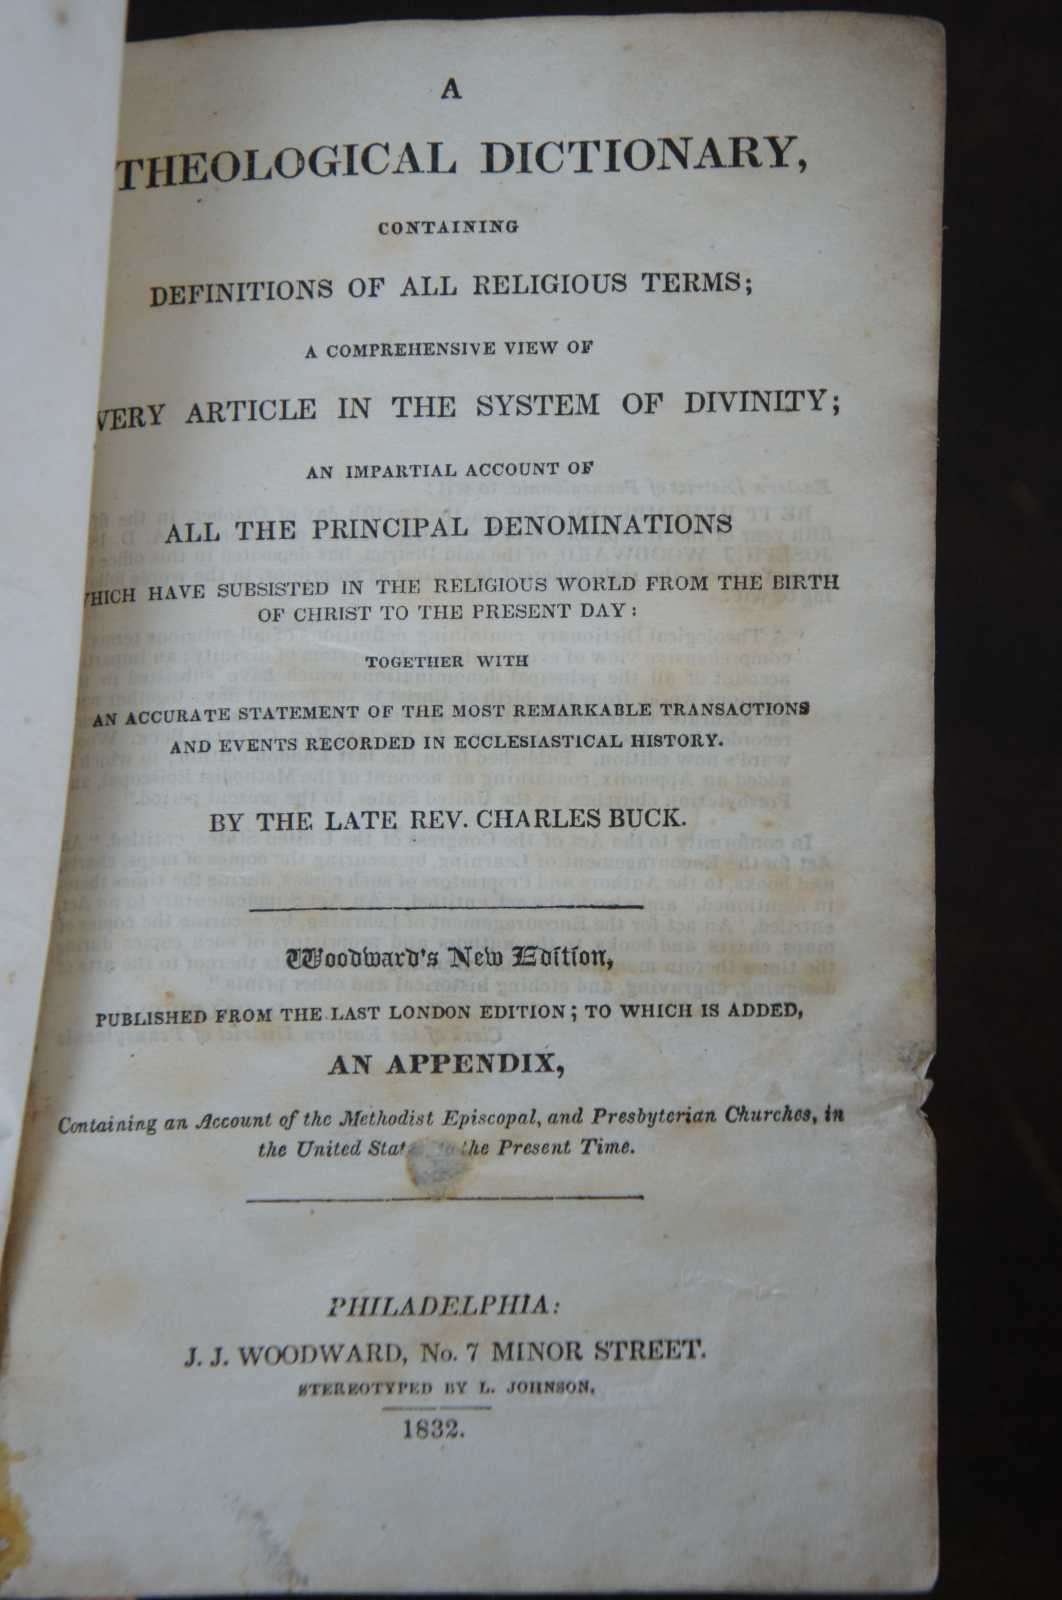 A
THEOLOGICAL DICTIONARY,
CONTAINING
DEFINITIONS OF ALL RELIGIOUS TERMS;
A COMPREHENSIVE VIEW OF
VERY ARTICLE IN THE SYSTEM OF DIVINITY;
AN IMPARTIAL ACCOUNT OF
ALL THE PRINCIPAL DENOMINATIONS
WHICH HAVE SUBSISTED IN THE RELIGIOUS WORLD FROM THE BIRTH
OF CHRIST TO THE PRESENT DAY:
TOGETHER WITH
AN ACCURATE STATEMENT OF THE MOST REMARKABLE TRANSACTIONS
AND EVENTS RECORDED IN ECCLESIASTICAL HISTORY.
BY THE LATE REV. CHARLES BUCK.
Woodward's New Edition,
PUBLISHED FROM THE LAST LONDON EDITION; TO WHICH IS ADDED,
AN APPENDIX,
Containing an Account of the Methodist Episcopal, and Presbyterian Churches, in
the United States to the Present Time.
PHILADELPHIA:
J. J. WOODWARD, No. 7 MINOR STREET.
STEREOTYPED BY L. JOHNSON.
1832.